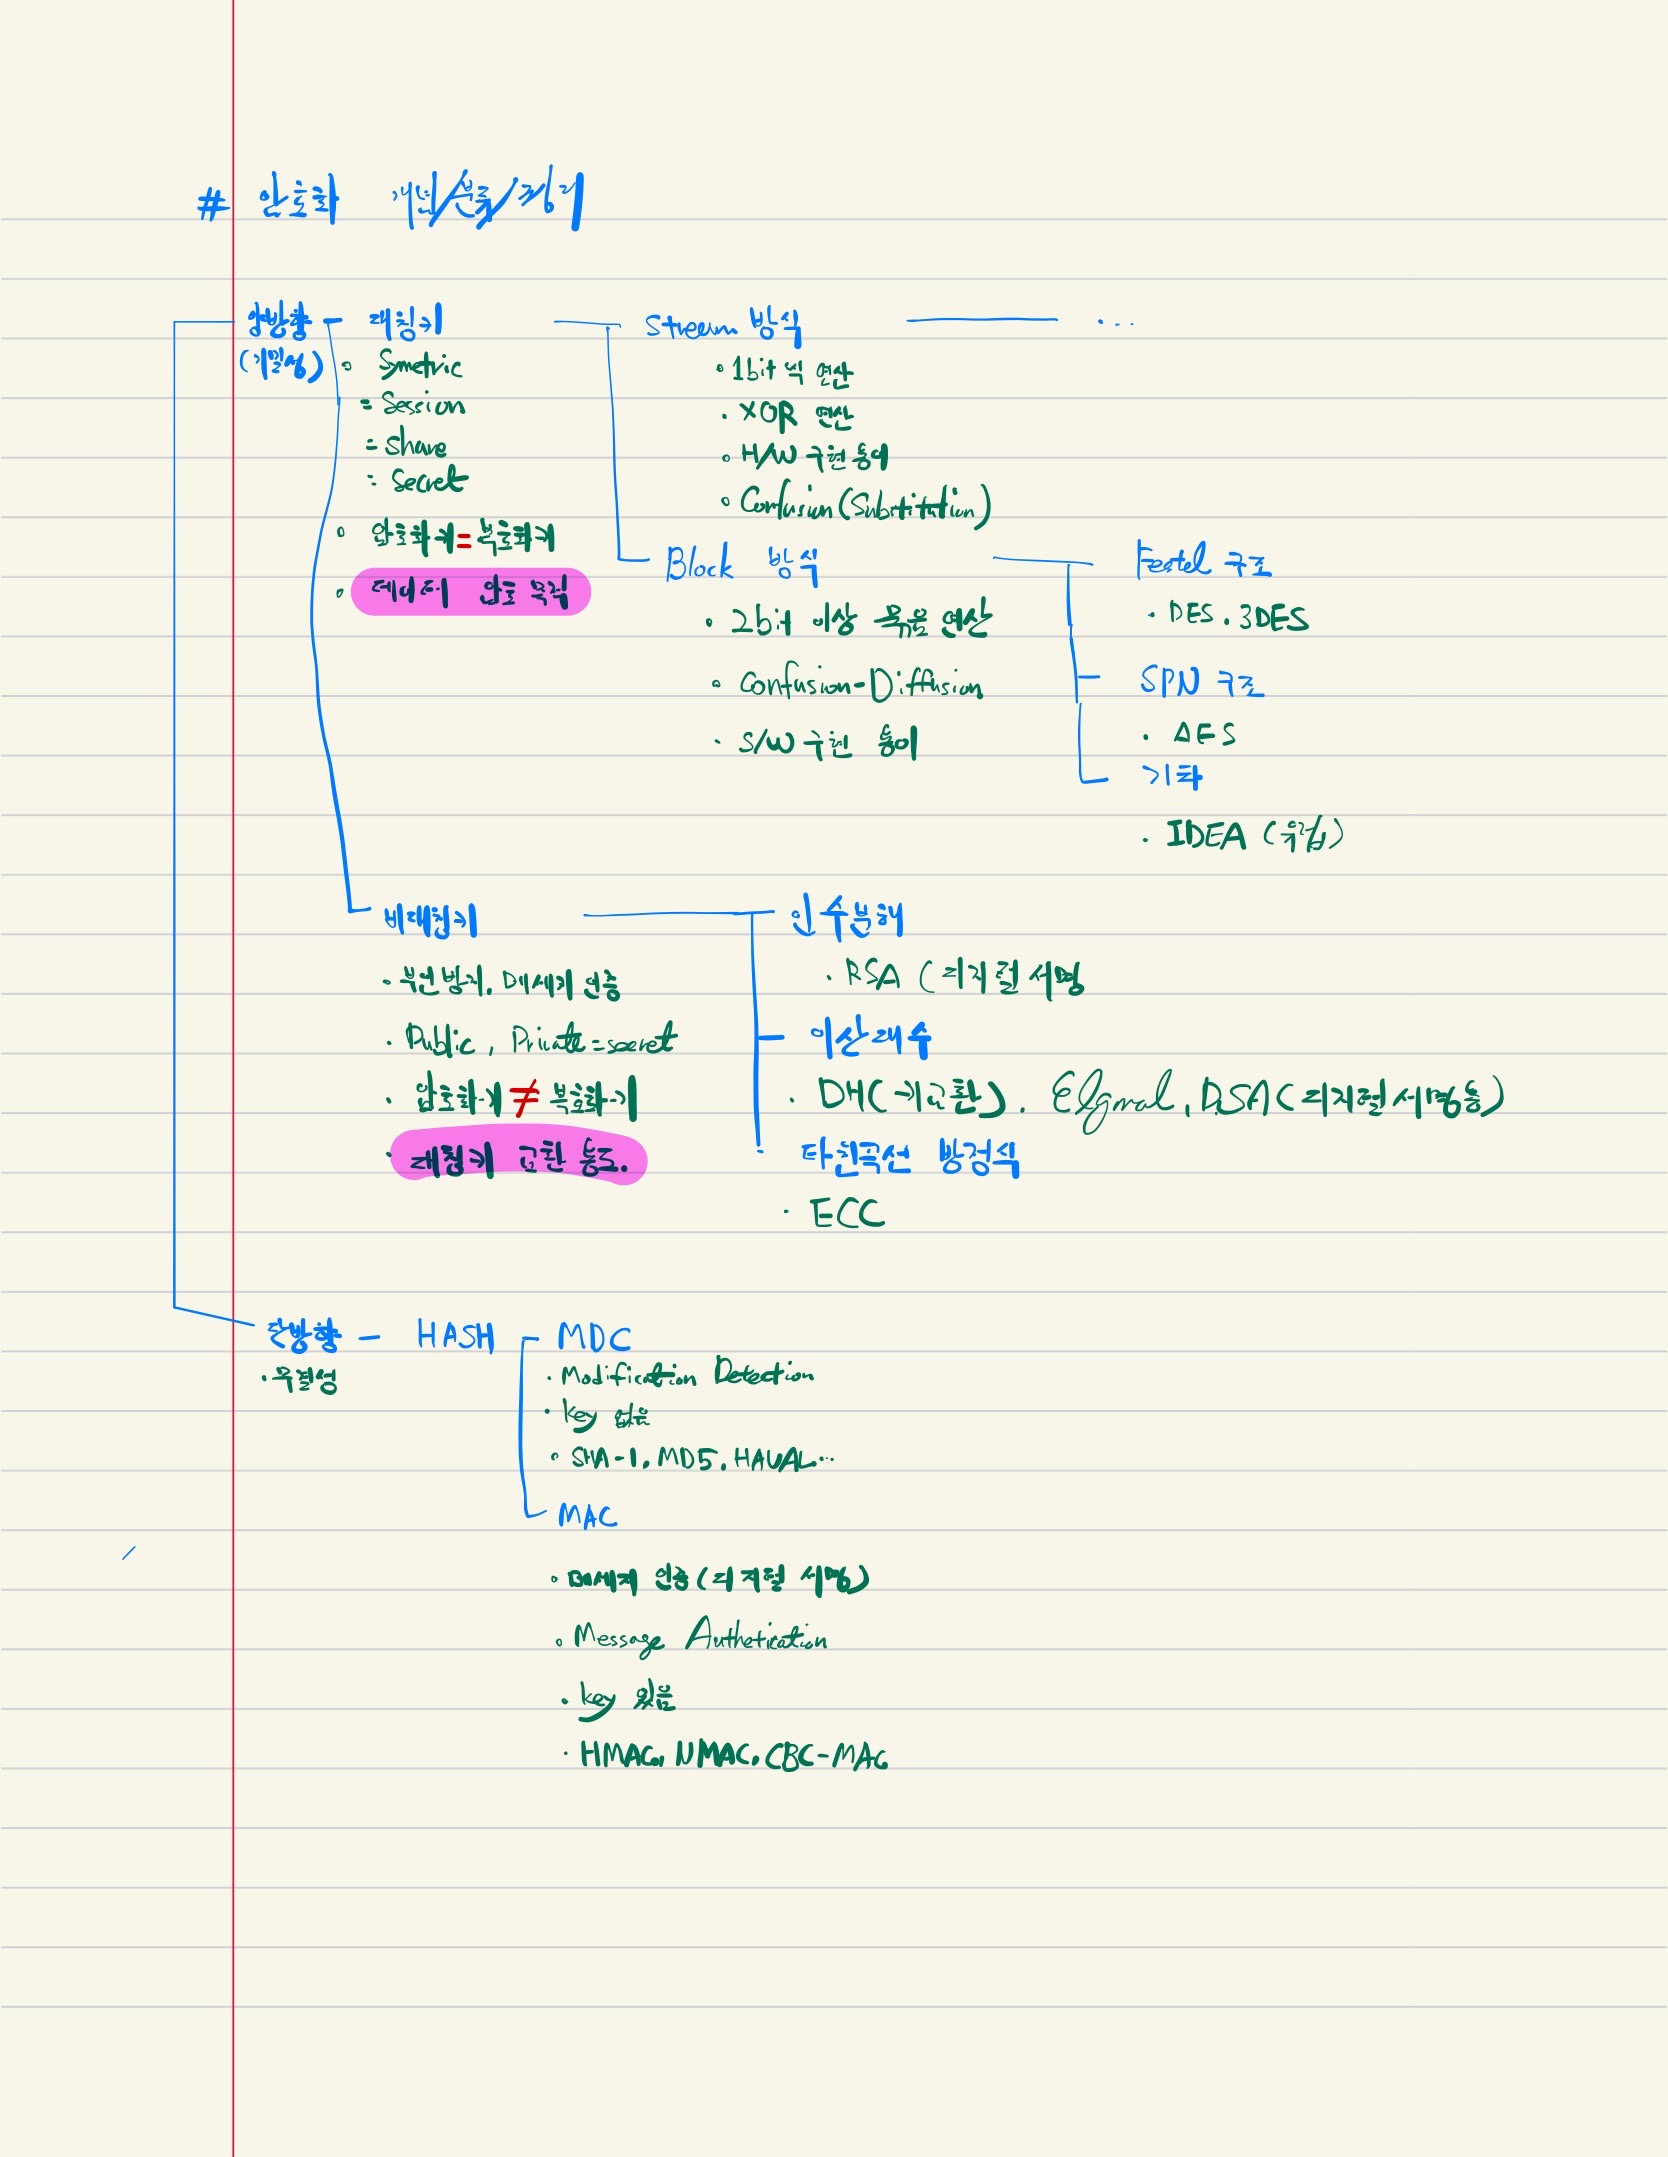 # 암호화 개념/분류/정리
양방향 - 대칭키
(기밀성)
◦ Symetric
= Session
= Share
= Secret
◦ 암호화키=복호화키
◦ 데이터 암호 목적
Stream 방식 ...
◦ 1bit 씩 연산
· XOR 연산
◦ H/W 구현 용이
◦ Confusion(Substitution)
Block 방식
· 2bit 이상 묶음 연산
◦ Confusion-Diffusion
· S/W 구현 용이
Feistel 구조
· DES, 3DES
SPN 구조
· AES
기타
· IDEA (유럽)
비대칭키
· 부인방지, 메세지 인증
· Public, Private=secret
· 암호화키≠복호화키
· 대칭키 교환 용도.
인수분해
· RSA (디지털 서명
이산대수
· DH(키교환), Elgmal, DSA(디지털서명용)
타원곡선 방정식
· ECC
단방향 - HASH
· 무결성
MDC
· Modification Detection
· key 없음
◦ SHA-1, MD5, HAVAL...
MAC
· 메세지 인증(디지털 서명)
◦ Message Authetication
· key 있음
· HMAC, NMAC, CBC-MAC